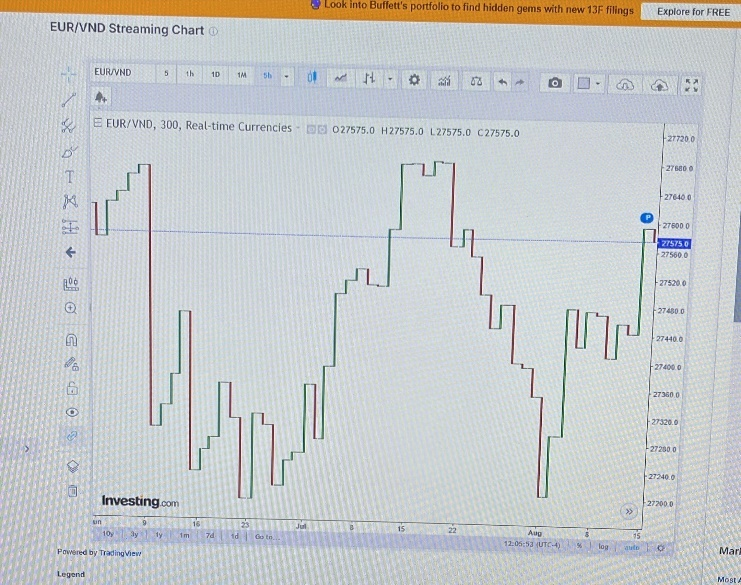 Look into Buffett's portfolio to find hidden gems with new 13F filings Explore for FREE
EUR/VND Streaming Chart
EUR/VND 5 1h 1D 1M 5h
EUR/VND, 300, Real-time Currencies O27575.0 H27575.0 L27575.0 C27575.0
27720.0
27680.0
27640.0
P
27600.0
27575.0
27560.0
27520.0
27480.0
27440.0
27400.0
27360.0
27320.0
27280.0
27240.0
27200.0
Investing.com
un 9 16 23 Jul 8 15 22 Aug 8 15
10y 3y 1y 1m 7d 1d Go to... 12:05:53 (UTC-4) % log auto
Powered by TradingView
Legend
Mar
Most A